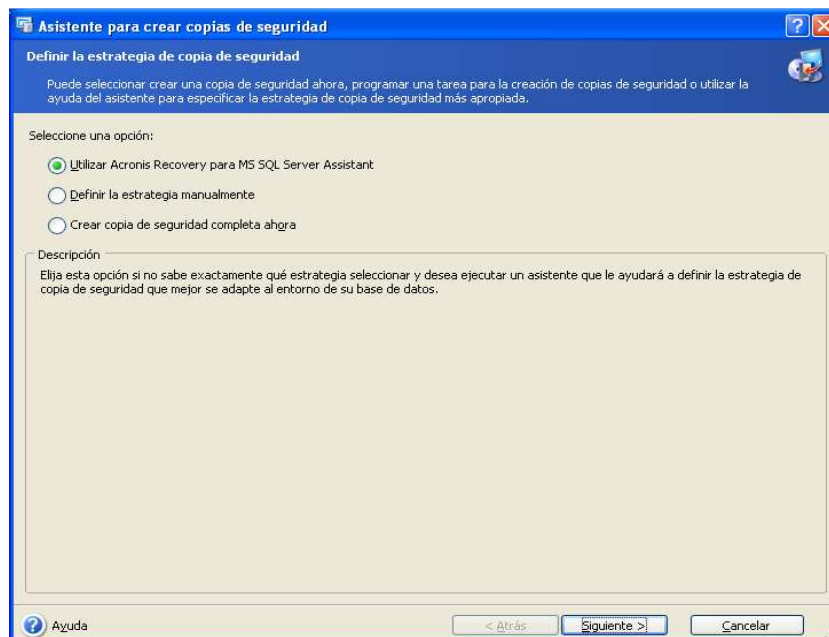 Asistente para crear copias de seguridad
Definir la estrategia de copia de seguridad
Puede seleccionar crear una copia de seguridad ahora, programar una tarea para la creación de copias de seguridad o utilizar la
ayuda del asistente para especificar la estrategia de copia de seguridad más apropiada.
Seleccione una opción:
Utilizar Acronis Recovery para MS SQL Server Assistant
Definir la estrategia manualmente
Crear copia de seguridad completa ahora
Descripción
Elija esta opción si no sabe exactamente qué estrategia seleccionar y desea ejecutar un asistente que le ayudará a definir la estrategia de
copia de seguridad que mejor se adapte al entorno de su base de datos.
Ayuda
< Atrás
Siguiente >
Cancelar